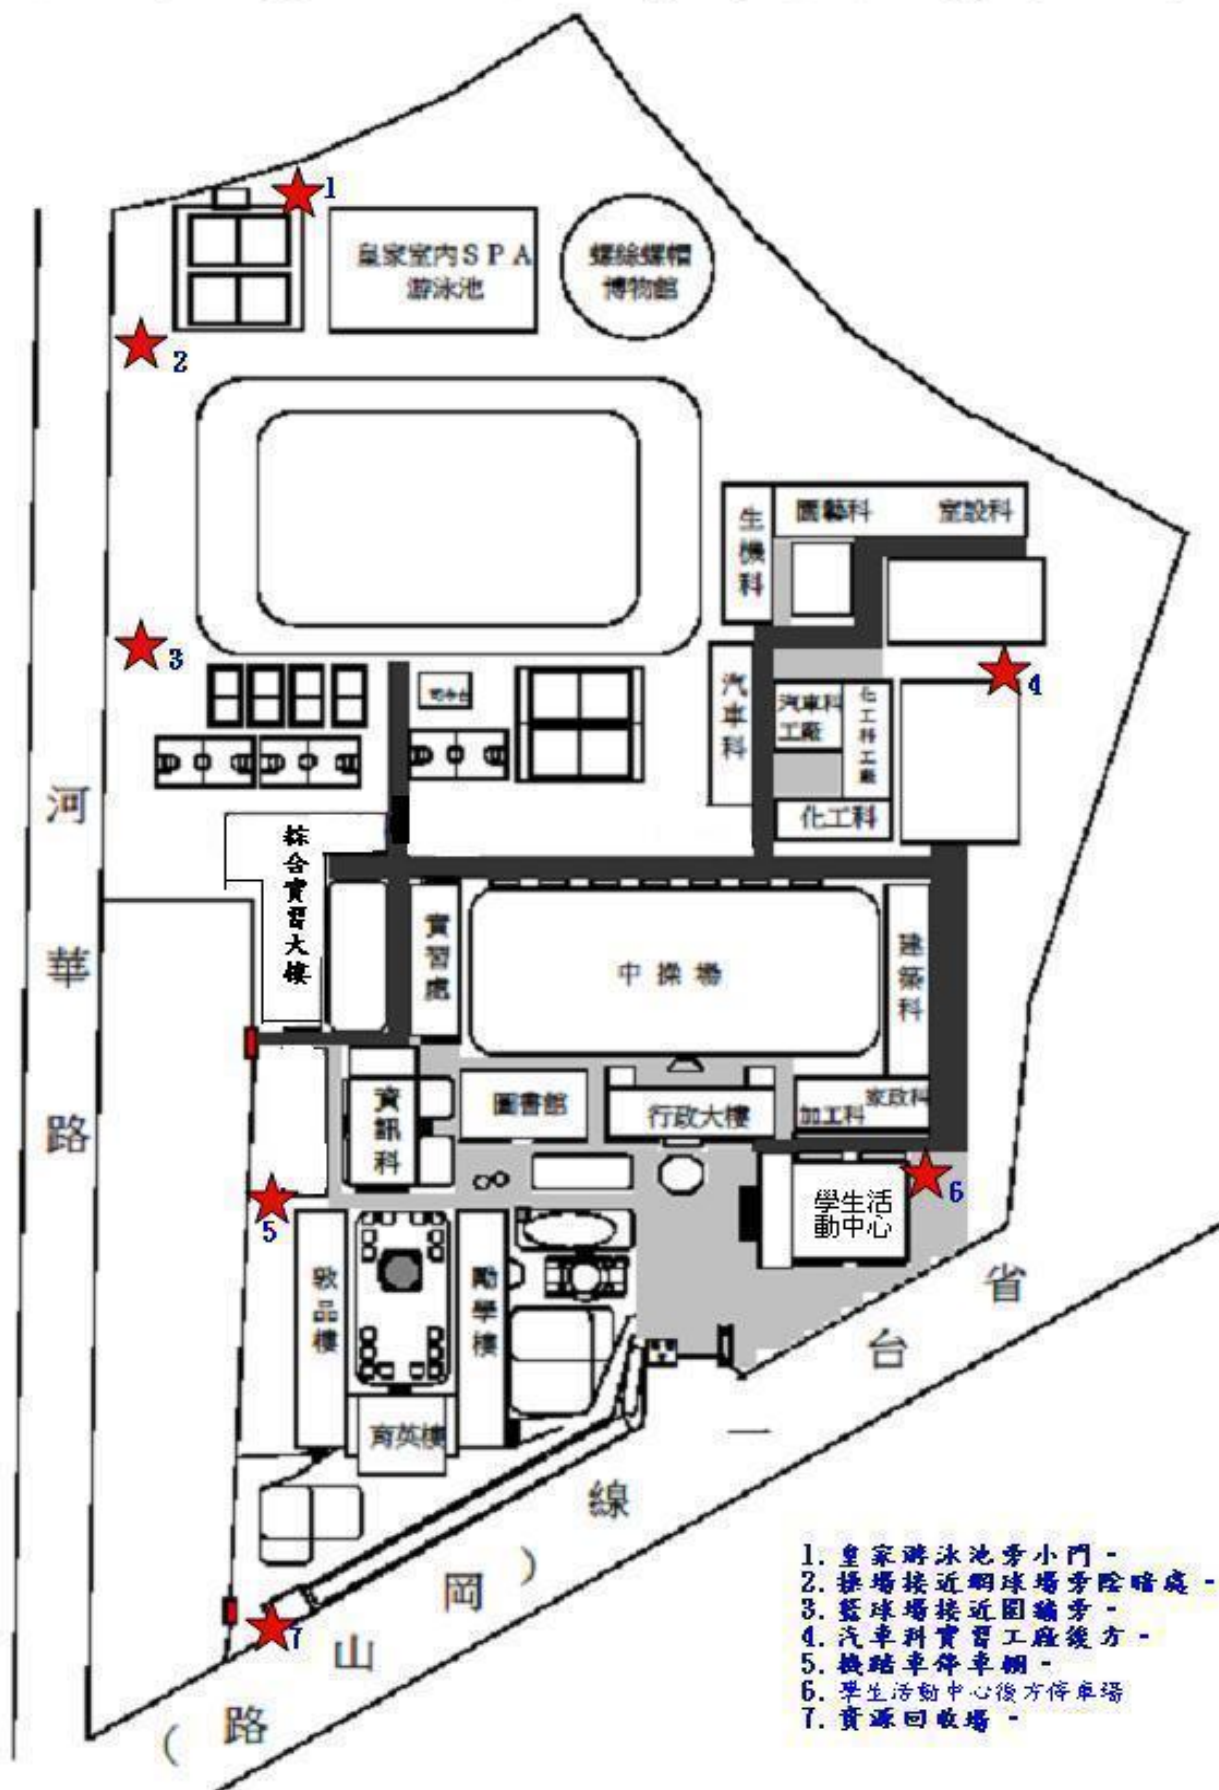 1
皇家室內ＳＰＡ
游泳池
螺絲螺帽
博物館
2
生機科
園藝科
室設科
3
司令台
汽車科
汽車科
工廠
化工科工廠
4
化工科
河華路
綜合實習大樓
實習處
中操場
建築科
資訊科
圖書館
行政大樓
加工科
家政科
學生活
動中心
6
5
敦品樓
勵學樓
育英樓
省台一線
(路山岡)
7
1. 皇家游泳池旁小門。
2. 操場接近網球場旁陰暗處。
3. 籃球場接近圍牆旁。
4. 汽車科實習工廠後方。
5. 機踏車停車棚。
6. 學生活動中心後方停車場
7. 資源回收場。